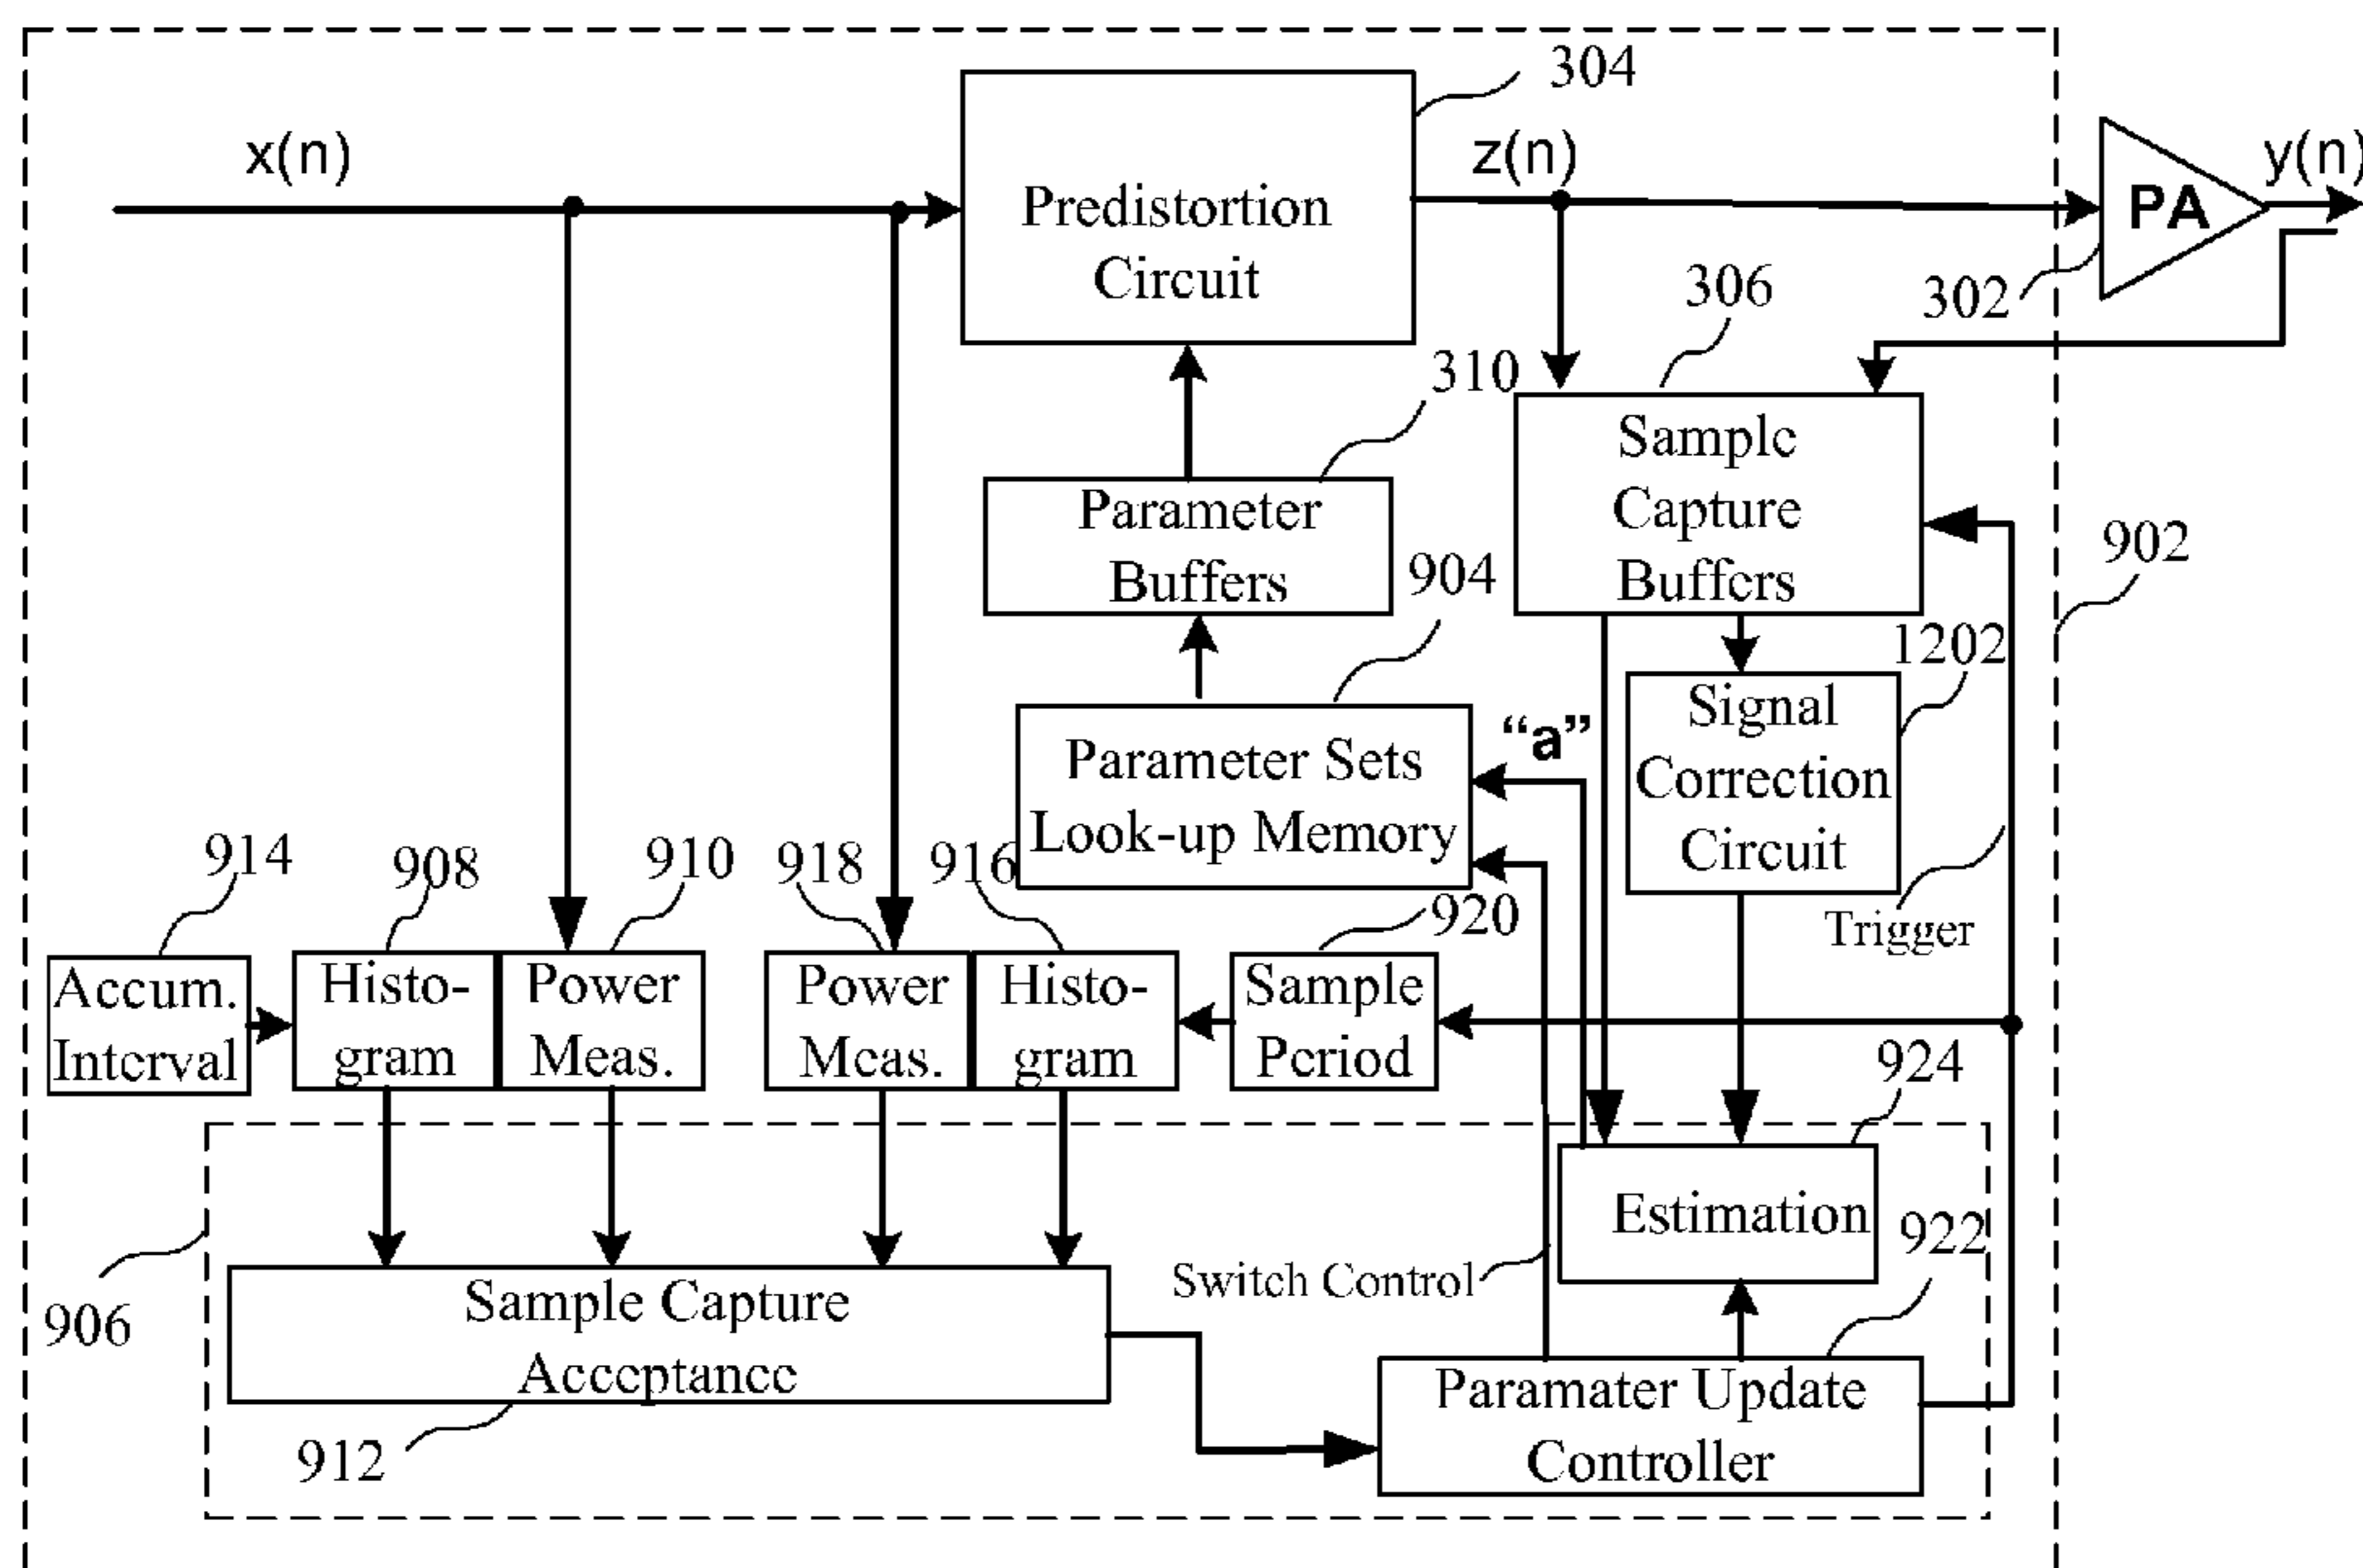 304
x(n)
z(n)
y(n)
PA
Predistortion
Circuit
302
306
310
Sample
Capture
Buffers
Parameter
Buffers
902
904
1202
Signal
Correction
Circuit
"a"
Parameter Sets
Look-up Memory
914
908
910
918
916
920
Trigger
Accum.
Interval
Histo-
gram
Power
Meas.
Power
Meas.
Histo-
gram
Sample
Period
924
Estimation
922
Switch Control
906
Sample Capture
Acceptance
912
Paramater Update
Controller